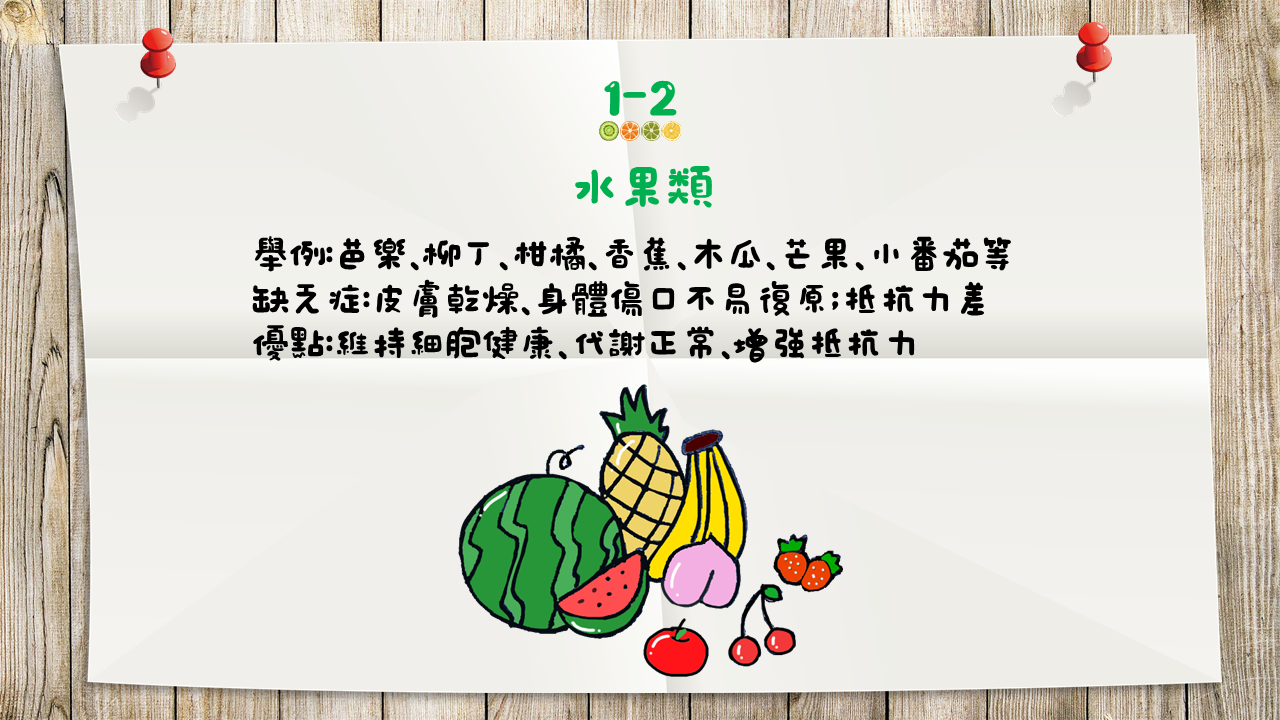 1-2
水果類
舉例:芭樂、柳丁、柑橘、香蕉、木瓜、芒果、小番茄等
缺乏症:皮膚乾燥、身體傷口不易復原;抵抗力差
優點:維持細胞健康、代謝正常、增強抵抗力